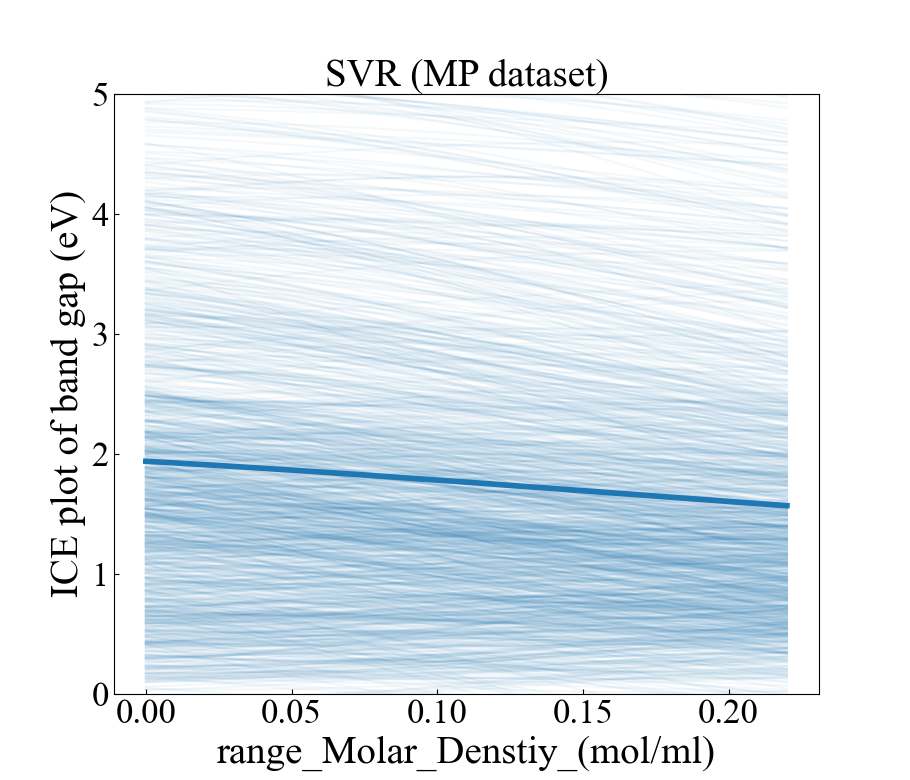 SVR (MP dataset)
ICE plot of band gap (eV)
5
4
3
2
1
0
0.00 0.05 0.10 0.15 0.20
range_Molar_Denstiy_(mol/ml)